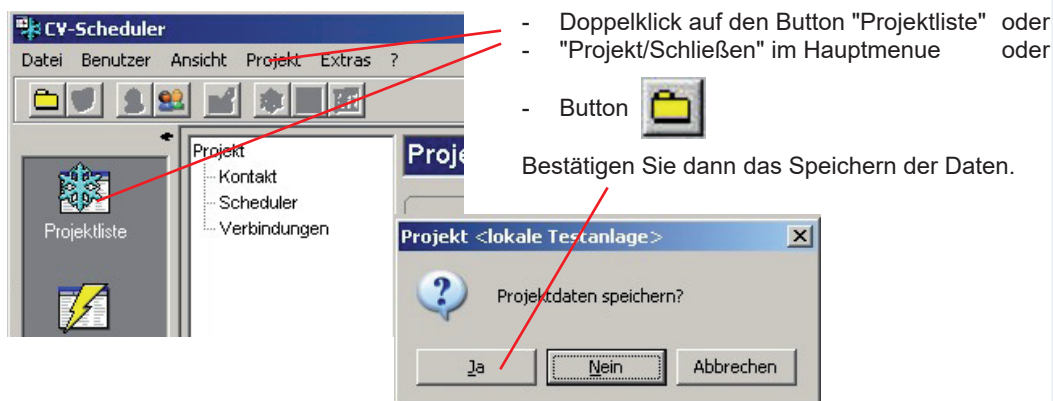 CV-Scheduler
Datei Benutzer Ansicht Projekt Extras ?
- Doppelklick auf den Button "Projektliste" oder
- "Projekt/Schließen" im Hauptmenue oder
- Button
Bestätigen Sie dann das Speichern der Daten.
Projektliste
Projekt
Kontakt
Scheduler
Verbindungen
Proje
Projekt <lokale Testanlage>
Projektdaten speichern?
Ja Nein Abbrechen